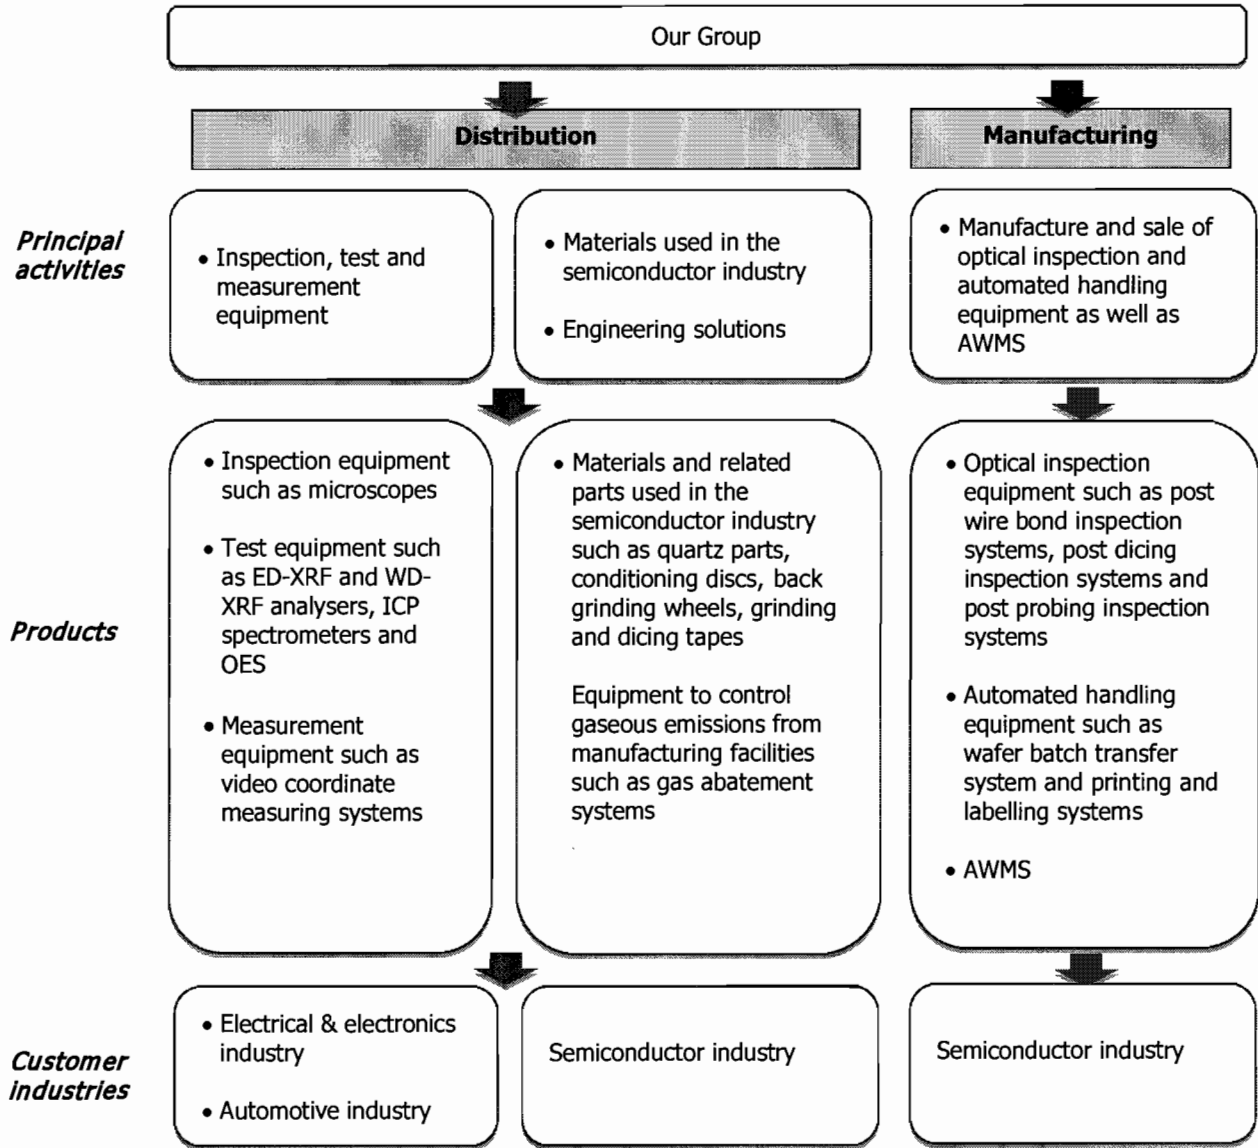 Our Group
Distribution
Manufacturing
Principal
activities
• Inspection, test and
measurement
equipment
• Materials used in the
semiconductor industry
• Engineering solutions
• Manufacture and sale of
optical inspection and
automated handling
equipment as well as
AWMS
Products
• Inspection equipment
such as microscopes
• Test equipment such
as ED-XRF and WD-
XRF analysers, ICP
spectrometers and
OES
• Measurement
equipment such as
video coordinate
measuring systems
• Materials and related
parts used in the
semiconductor industry
such as quartz parts,
conditioning discs, back
grinding wheels, grinding
and dicing tapes
Equipment to control
gaseous emissions from
manufacturing facilities
such as gas abatement
systems
• Optical inspection
equipment such as post
wire bond inspection
systems, post dicing
inspection systems and
post probing inspection
systems
• Automated handling
equipment such as
wafer batch transfer
system and printing and
labelling systems
• AWMS
Customer
industries
• Electrical & electronics
industry
• Automotive industry
Semiconductor industry
Semiconductor industry